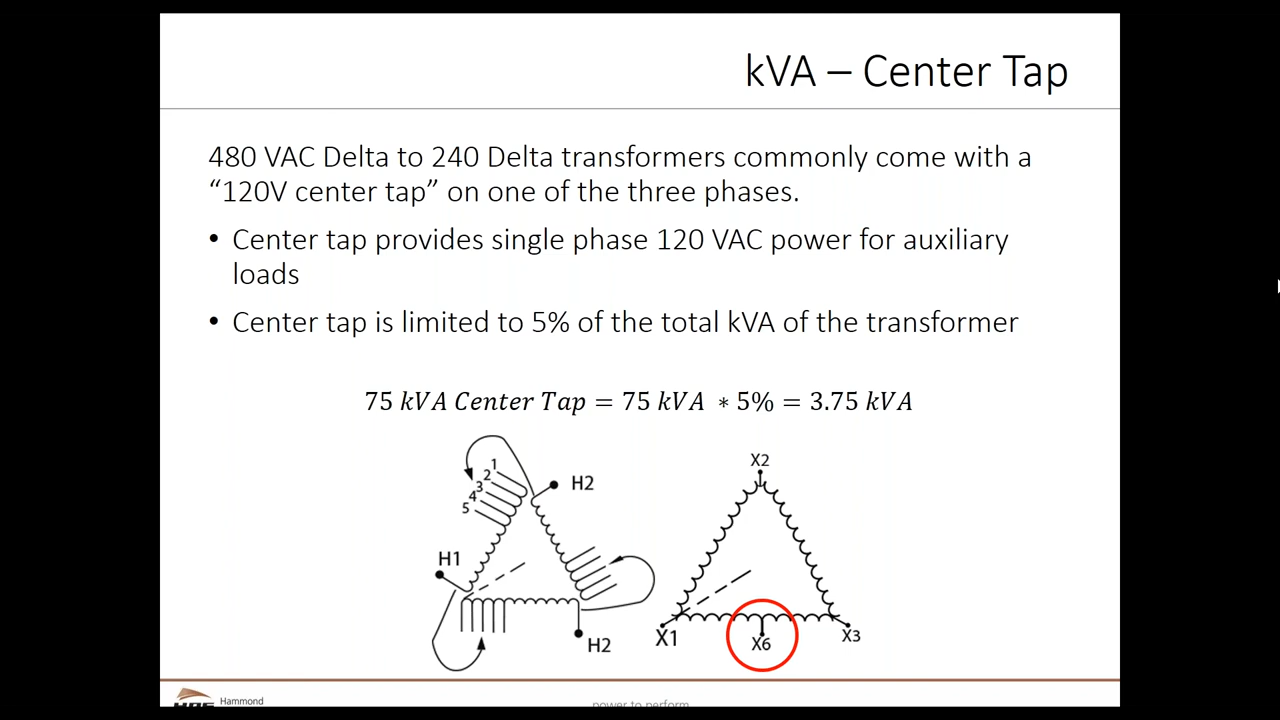 kVA – Center Tap
480 VAC Delta to 240 Delta transformers commonly come with a
“120V center tap” on one of the three phases.
• Center tap provides single phase 120 VAC power for auxiliary
loads
• Center tap is limited to 5% of the total kVA of the transformer
75 kVA Center Tap = 75 kVA ∗ 5% = 3.75 kVA
1
2
3
4
5
H2
H1
H2
X2
X1
X6
X3
Hammond
power to perform